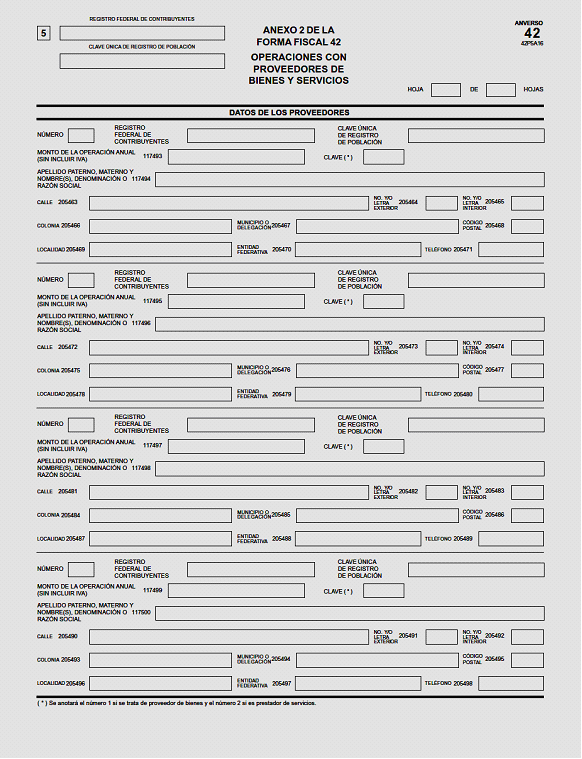 REGISTRO FEDERAL DE CONTRIBUYENTES
5
CLAVE ÚNICA DE REGISTRO DE POBLACIÓN
ANEXO 2 DE LA
FORMA FISCAL 42
OPERACIONES CON
PROVEEDORES DE
BIENES Y SERVICIOS
ANVERSO
42
42P5A16
HOJA DE HOJAS
DATOS DE LOS PROVEEDORES
NÚMERO
REGISTRO
FEDERAL DE
CONTRIBUYENTES
CLAVE ÚNICA
DE REGISTRO
DE POBLACIÓN
MONTO DE LA OPERACIÓN ANUAL
(SIN INCLUIR IVA) 117493
CLAVE ( * )
APELLIDO PATERNO, MATERNO Y
NOMBRE(S), DENOMINACIÓN O 117494
RAZÓN SOCIAL
CALLE 205463
NO. Y/O
LETRA 205464
EXTERIOR
NO. Y/O
LETRA 205465
INTERIOR
COLONIA 205466
MUNICIPIO O
DELEGACIÓN 205467
CÓDIGO
POSTAL 205468
LOCALIDAD 205469
ENTIDAD
FEDERATIVA 205470
TELÉFONO 205471
NÚMERO
REGISTRO
FEDERAL DE
CONTRIBUYENTES
CLAVE ÚNICA
DE REGISTRO
DE POBLACIÓN
MONTO DE LA OPERACIÓN ANUAL
(SIN INCLUIR IVA) 117495
CLAVE ( * )
APELLIDO PATERNO, MATERNO Y
NOMBRE(S), DENOMINACIÓN O 117496
RAZÓN SOCIAL
CALLE 205472
NO. Y/O
LETRA 205473
EXTERIOR
NO. Y/O
LETRA 205474
INTERIOR
COLONIA 205475
MUNICIPIO O
DELEGACIÓN 205476
CÓDIGO
POSTAL 205477
LOCALIDAD 205478
ENTIDAD
FEDERATIVA 205479
TELÉFONO 205480
NÚMERO
REGISTRO
FEDERAL DE
CONTRIBUYENTES
CLAVE ÚNICA
DE REGISTRO
DE POBLACIÓN
MONTO DE LA OPERACIÓN ANUAL
(SIN INCLUIR IVA) 117497
CLAVE ( * )
APELLIDO PATERNO, MATERNO Y
NOMBRE(S), DENOMINACIÓN O 117498
RAZÓN SOCIAL
CALLE 205481
NO. Y/O
LETRA 205482
EXTERIOR
NO. Y/O
LETRA 205483
INTERIOR
COLONIA 205484
MUNICIPIO O
DELEGACIÓN 205485
CÓDIGO
POSTAL 205486
LOCALIDAD 205487
ENTIDAD
FEDERATIVA 205488
TELÉFONO 205489
NÚMERO
REGISTRO
FEDERAL DE
CONTRIBUYENTES
CLAVE ÚNICA
DE REGISTRO
DE POBLACIÓN
MONTO DE LA OPERACIÓN ANUAL
(SIN INCLUIR IVA) 117499
CLAVE ( * )
APELLIDO PATERNO, MATERNO Y
NOMBRE(S), DENOMINACIÓN O 117500
RAZÓN SOCIAL
CALLE 205490
NO. Y/O
LETRA 205491
EXTERIOR
NO. Y/O
LETRA 205492
INTERIOR
COLONIA 205493
MUNICIPIO O
DELEGACIÓN 205494
CÓDIGO
POSTAL 205495
LOCALIDAD 205496
ENTIDAD
FEDERATIVA 205497
TELÉFONO 205498
( * ) Se anotará el número 1 si se trata de proveedor de bienes y el número 2 si es prestador de servicios.